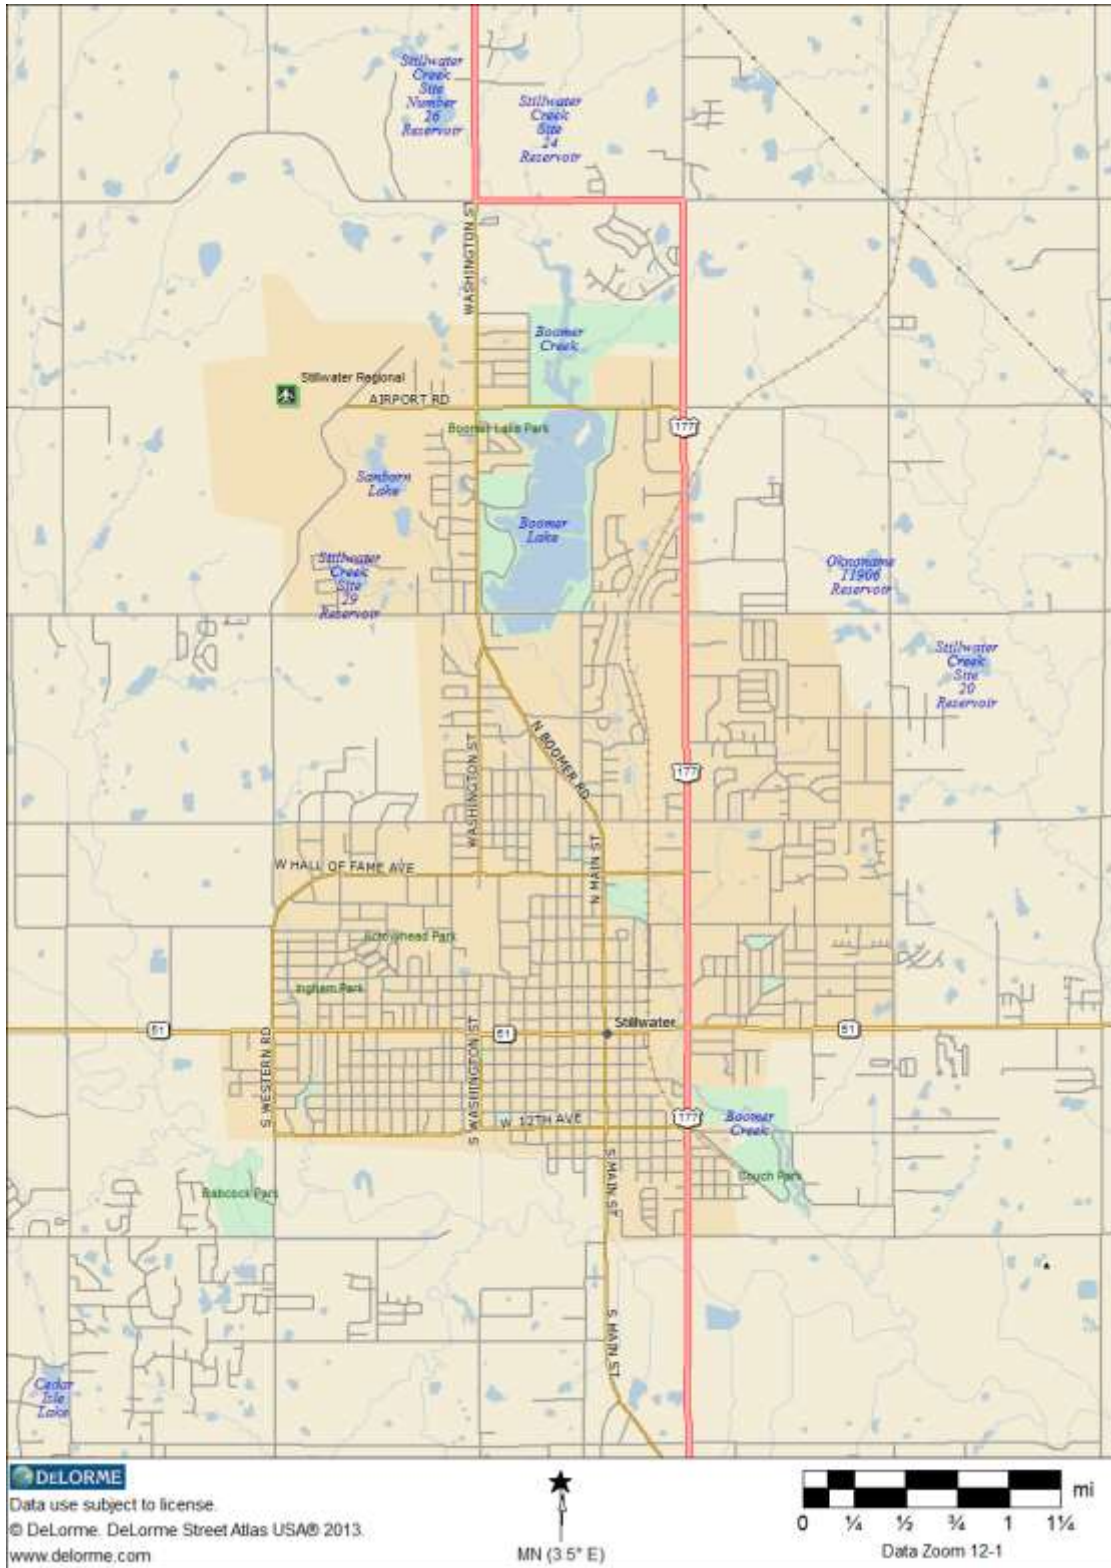 Stillwater
Creek
Site
Number
26
Reservoir
Stillwater
Creek
Site
24
Reservoir
WASHINGTON ST
Boomer
Creek
Stillwater Regional
AIRPORT RD
177
Boomer Lake Park
Sanborn
Lake
Boomer
Lake
Stillwater
Creek
Site
29
Reservoir
Oknoname
11906
Reservoir
Stillwater
Creek
Site
20
Reservoir
N BOOMER RD
177
WASHINGTON ST
W HALL OF FAME AVE
N MAIN ST
Arrowhead Park
Ingham Park
51
51
Stillwater
51
S WESTERN RD
S WASHINGTON ST
W 12TH AVE
177
Boomer
Creek
S MAIN ST
Couch Park
Babcock Park
S MAIN ST
Cedar
Isle
Lake
DELORME
Data use subject to license.
© DeLorme. DeLorme Street Atlas USA® 2013.
www.delorme.com
MN (3.5° E)
mi
0 ¼ ½ ¾ 1 1¼
Data Zoom 12-1